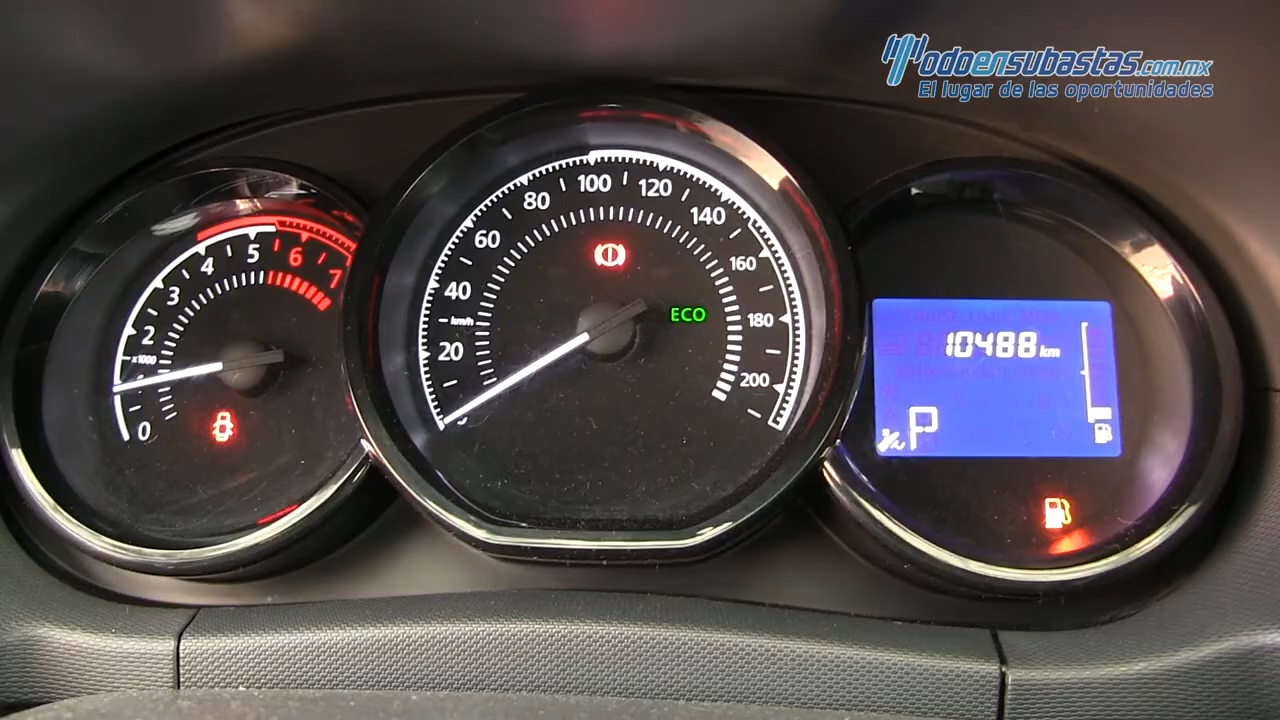 Todoensubastas.com.mx
El lugar de las oportunidades
0
x1000
2
3
4
5
6
7
20
km/h
40
60
80
100
120
140
160
180
200
ECO
10488 km
P